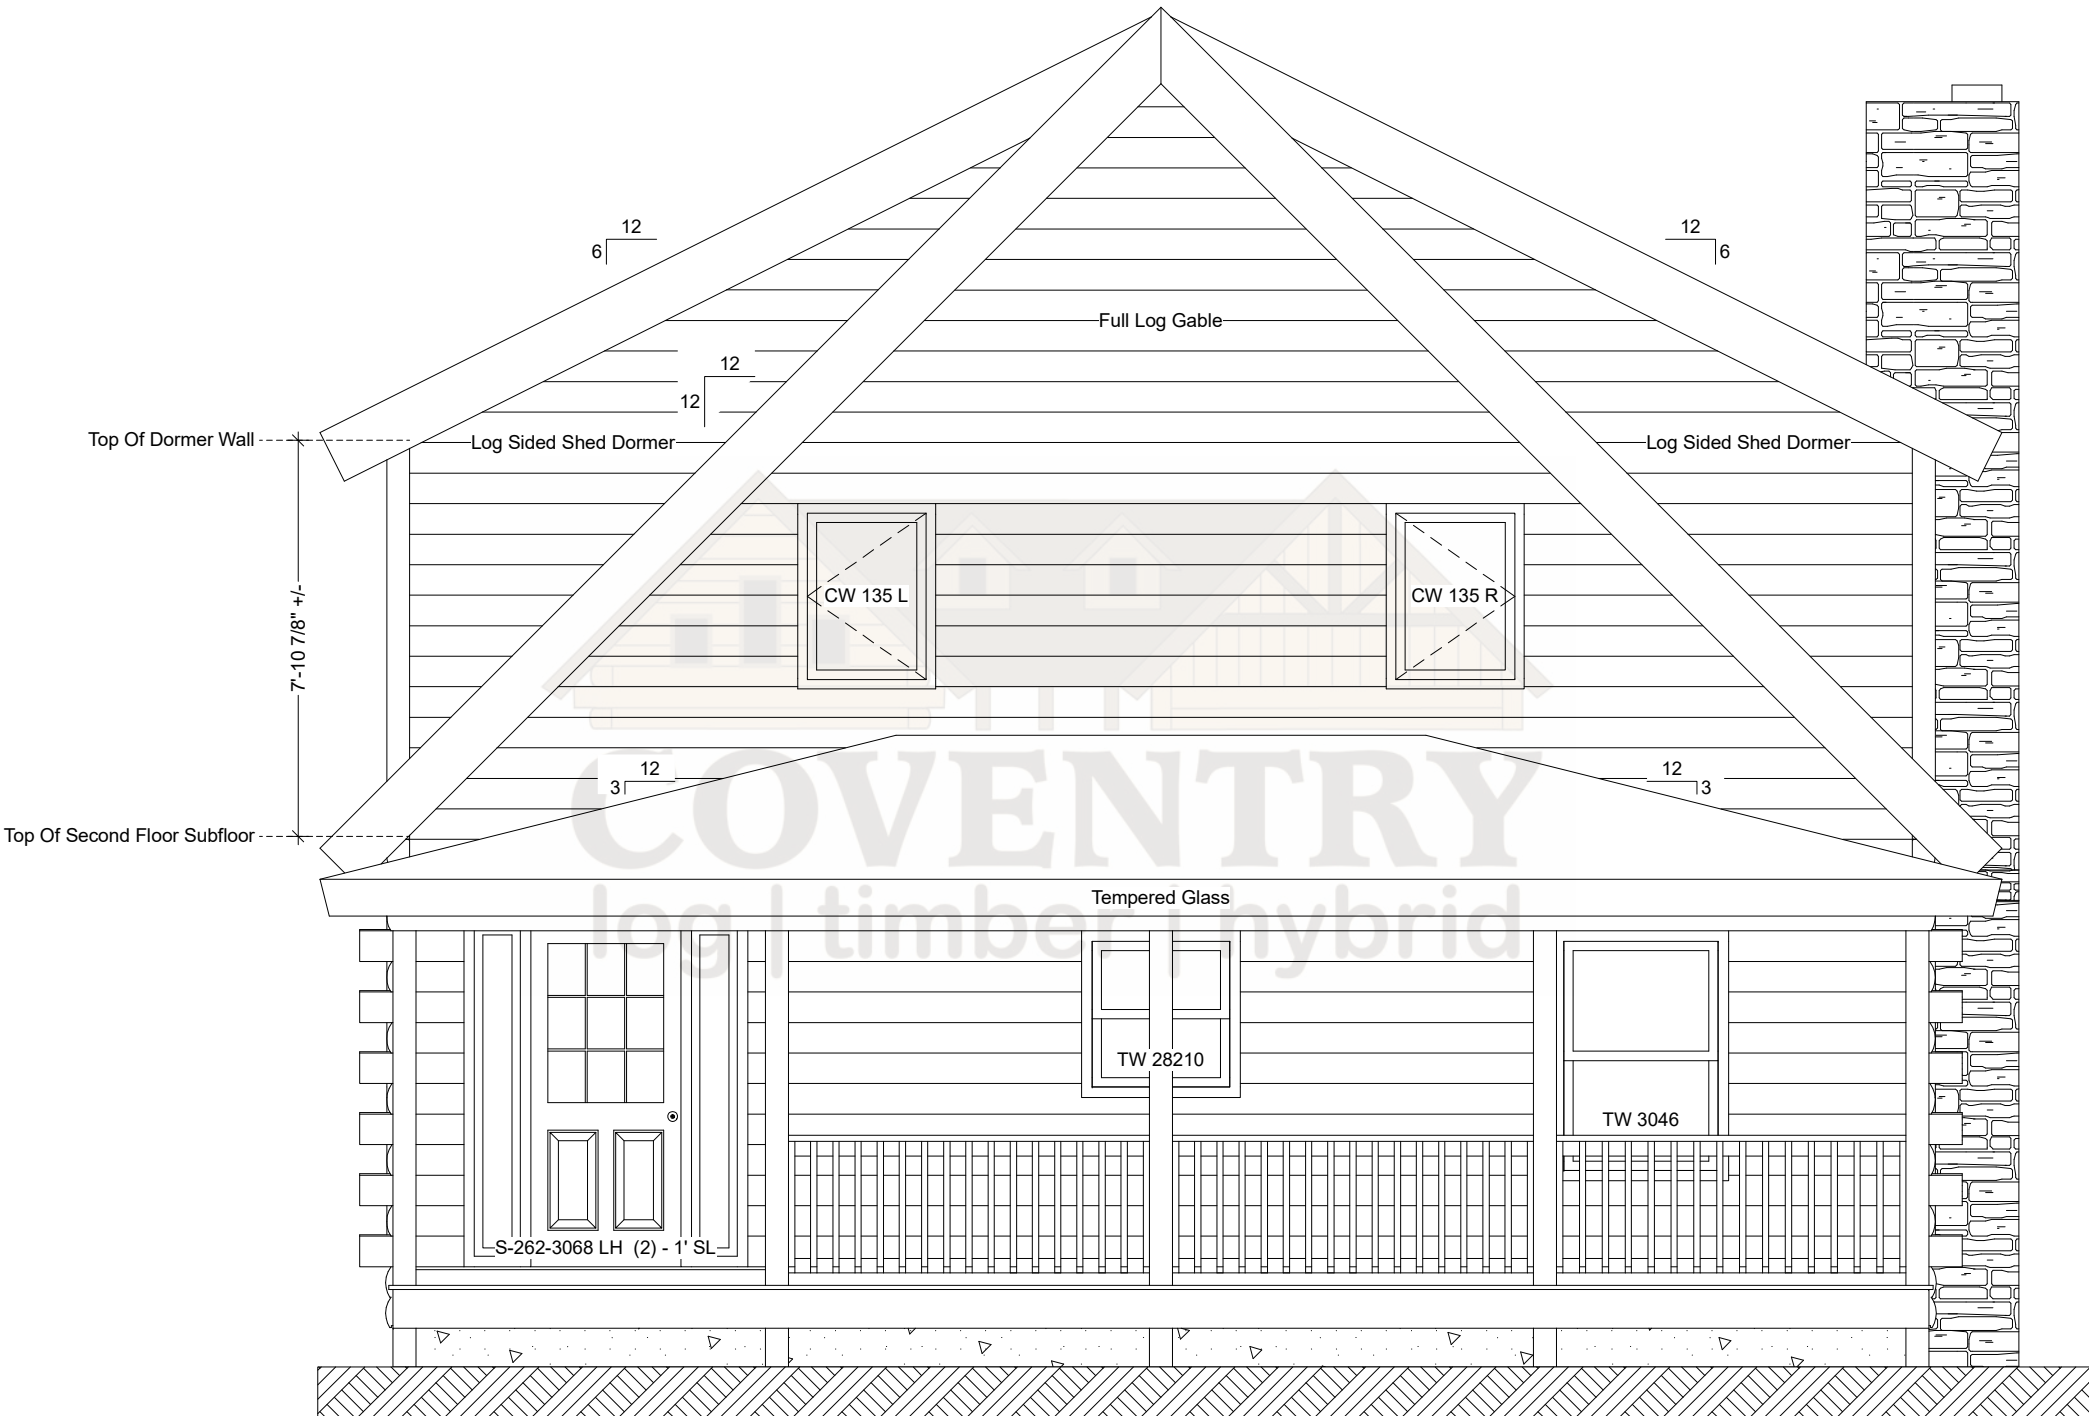 12
6
12
6
Full Log Gable
12
12
Top Of Dormer Wall
Log Sided Shed Dormer
Log Sided Shed Dormer
7'-10 7/8" +/-
CW 135 L
CW 135 R
COVENTRY
12
3
12
3
Top Of Second Floor Subfloor
Tempered Glass
log | timber | hybrid
TW 28210
TW 3046
S-262-3068 LH (2) - 1' SL